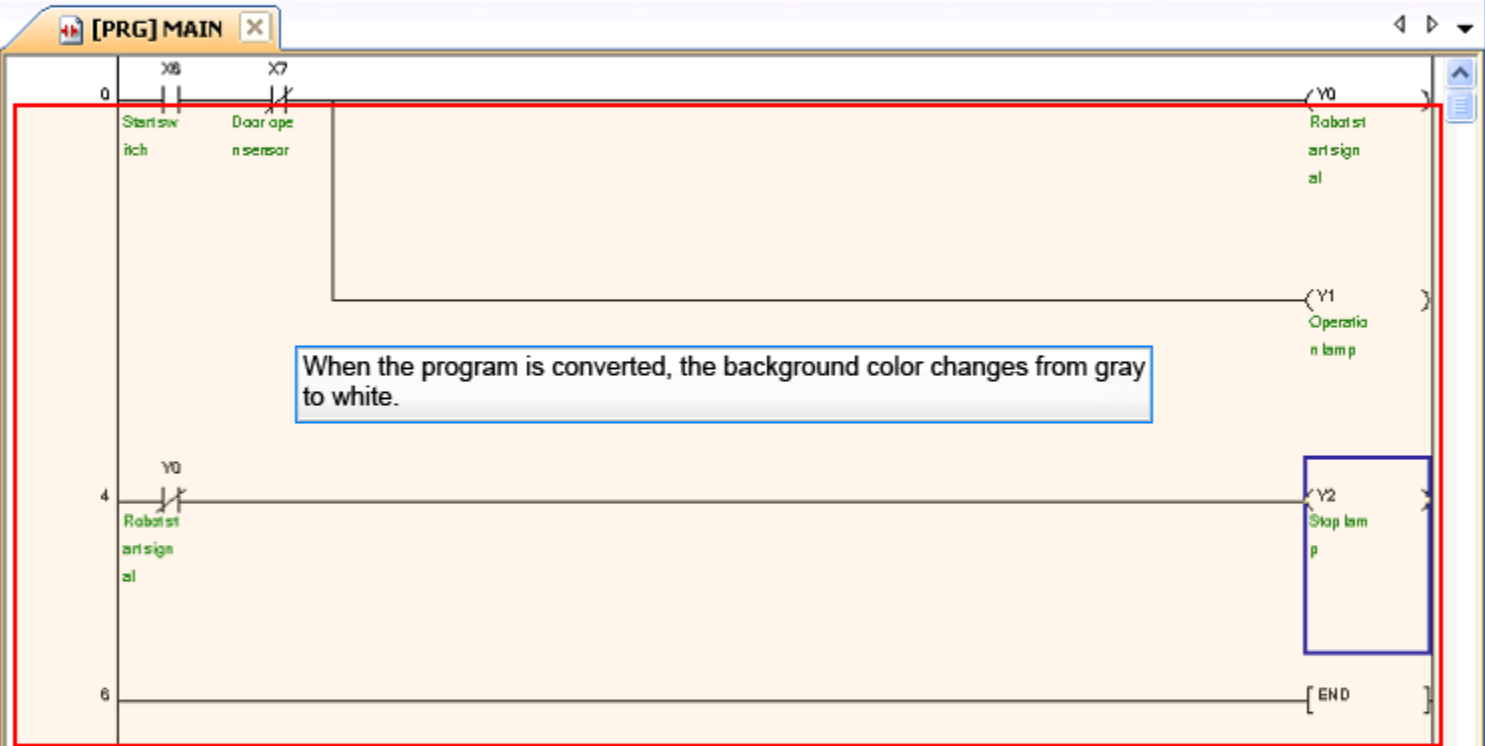 [PRG] MAIN
X6 X7
0 Y0
Start sw Door ope Robot st
itch n sensor art sign
al
Y1
Operatio
n lamp
When the program is converted, the background color changes from gray
to white.
Y0
4 Y2
Robot st Stop lam
art sign p
al
6 END